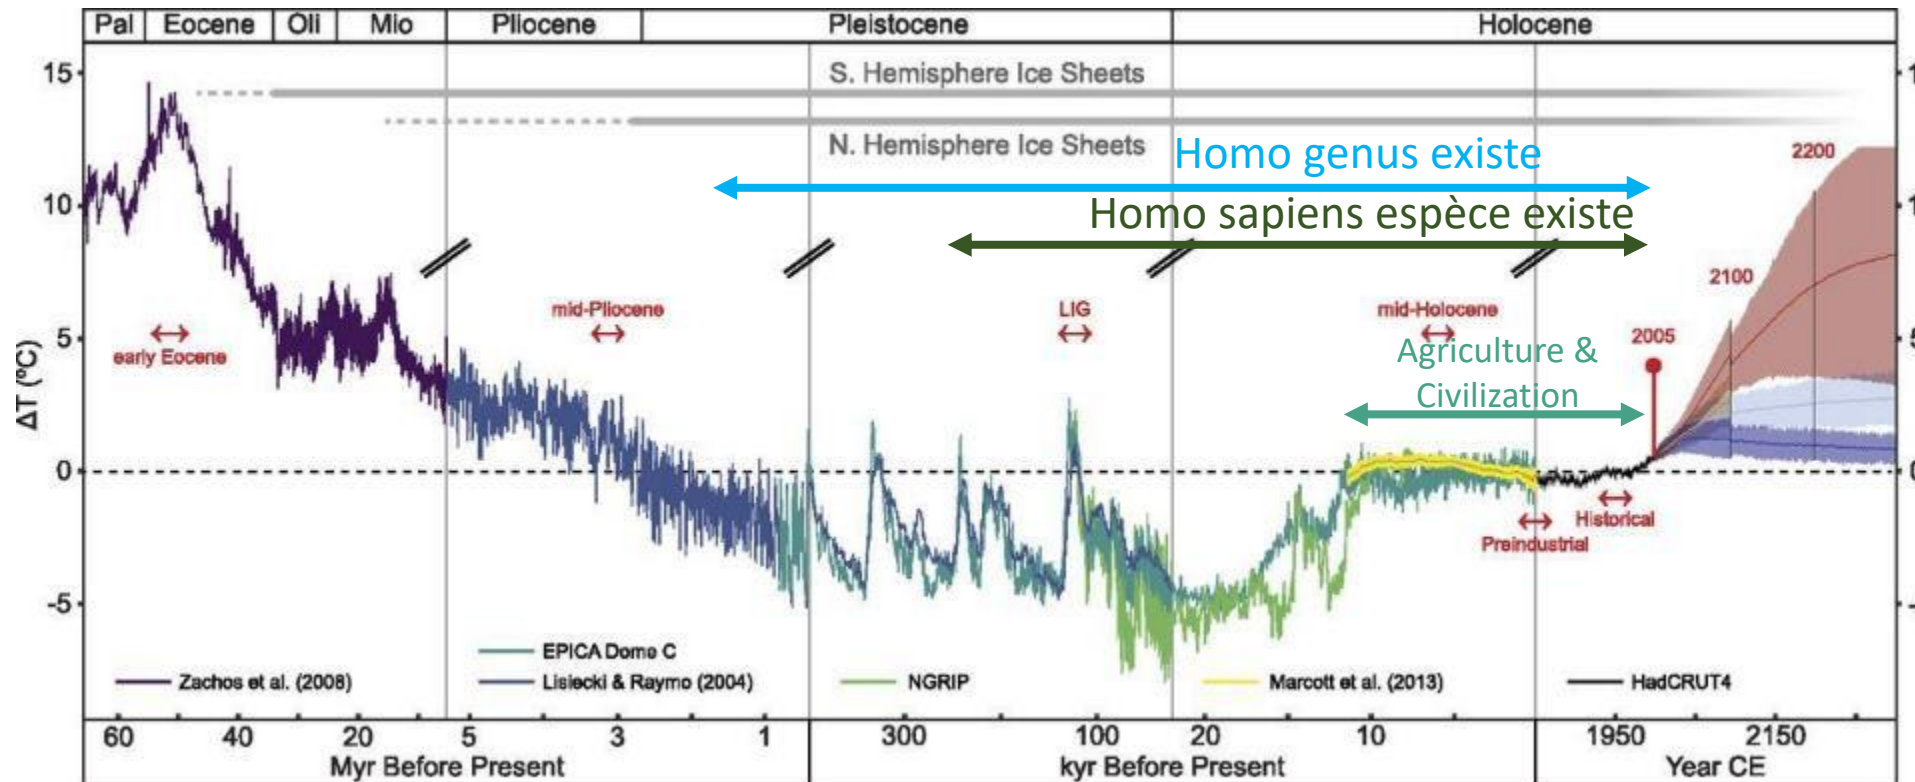 Pal Eocene Oli Mio Pliocene Pleistocene Holocene
15
S. Hemisphere Ice Sheets
N. Hemisphere Ice Sheets
Homo genus existe
2200
10
Homo sapiens espèce existe
2100
mid-Pliocene
LIG
mid-Holocene
2005
5
early Eocene
Agriculture &
Civilization
ΔT (°C)
0
0
Historical
Preindustrial
-5
EPICA Dome C
Zachos et al. (2008)
Lisiecki & Raymo (2004)
NGRIP
Marcott et al. (2013)
HadCRUT4
60 40 20 5 3 1 300 100 20 10 1950 2150
Myr Before Present
kyr Before Present
Year CE